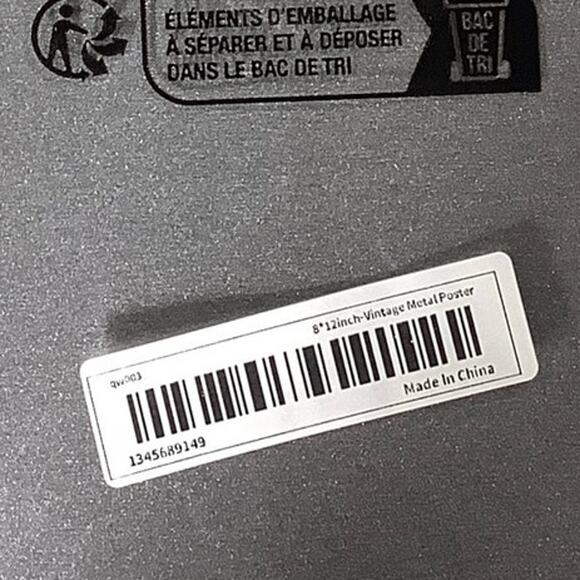 ÉLÉMENTS D'EMBALLAGE
À SÉPARER ET À DÉPOSER
DANS LE BAC DE TRI
BAC
DE
TRI
8*12inch-Vintage Metal Poster
qw003
1345689149
Made In China